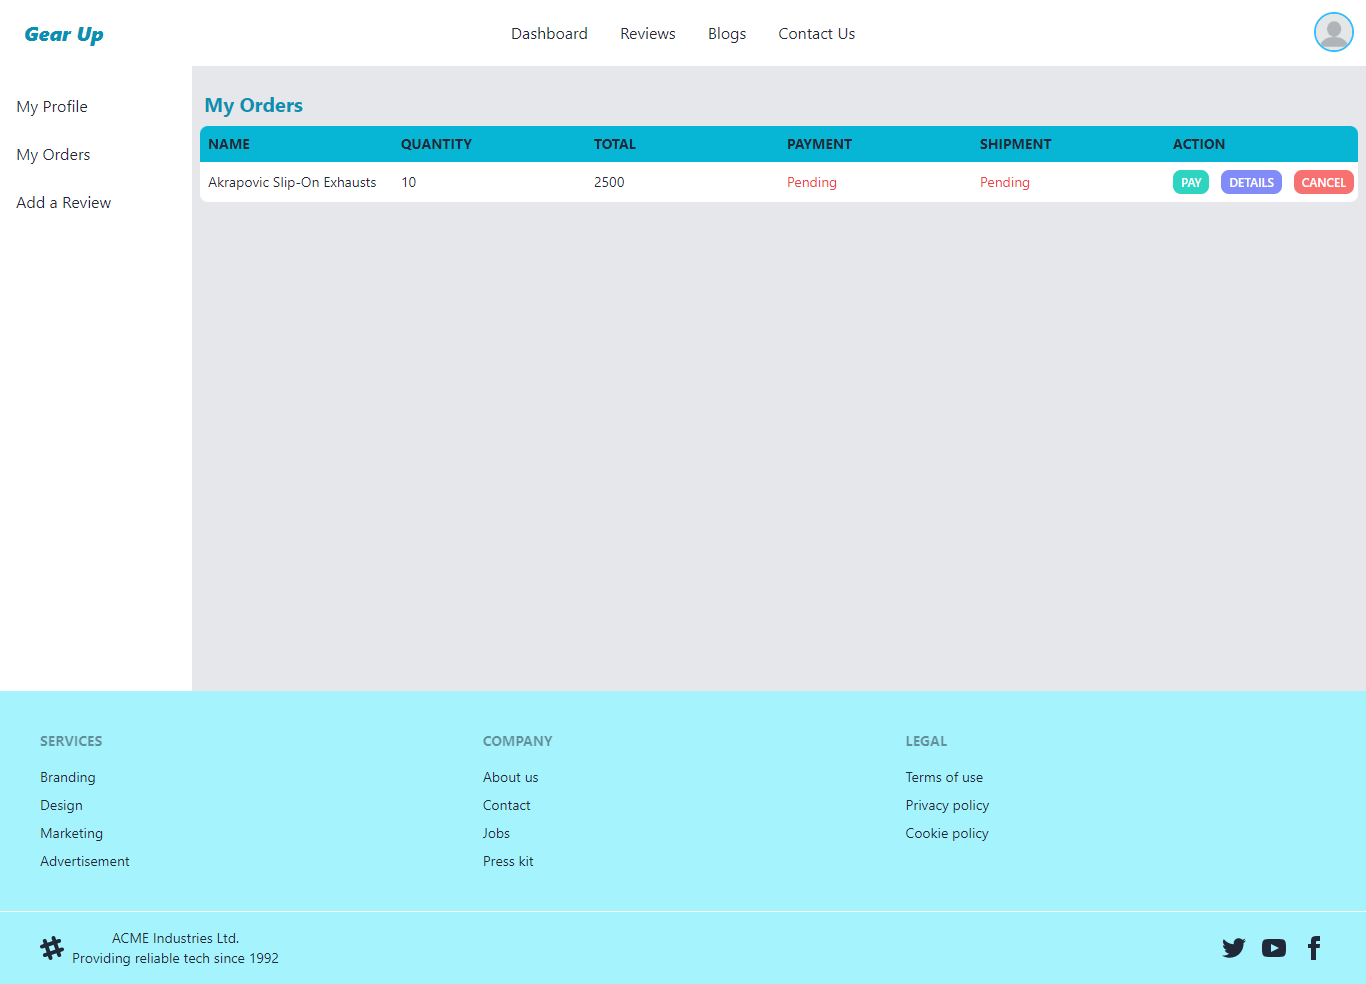 Gear Up
Dashboard Reviews Blogs Contact Us
My Profile
My Orders
Add a Review
My Orders
NAME QUANTITY TOTAL PAYMENT SHIPMENT ACTION
Akrapovic Slip-On Exhausts 10 2500 Pending Pending PAY DETAILS CANCEL
SERVICES
Branding
Design
Marketing
Advertisement
COMPANY
About us
Contact
Jobs
Press kit
LEGAL
Terms of use
Privacy policy
Cookie policy
ACME Industries Ltd.
Providing reliable tech since 1992